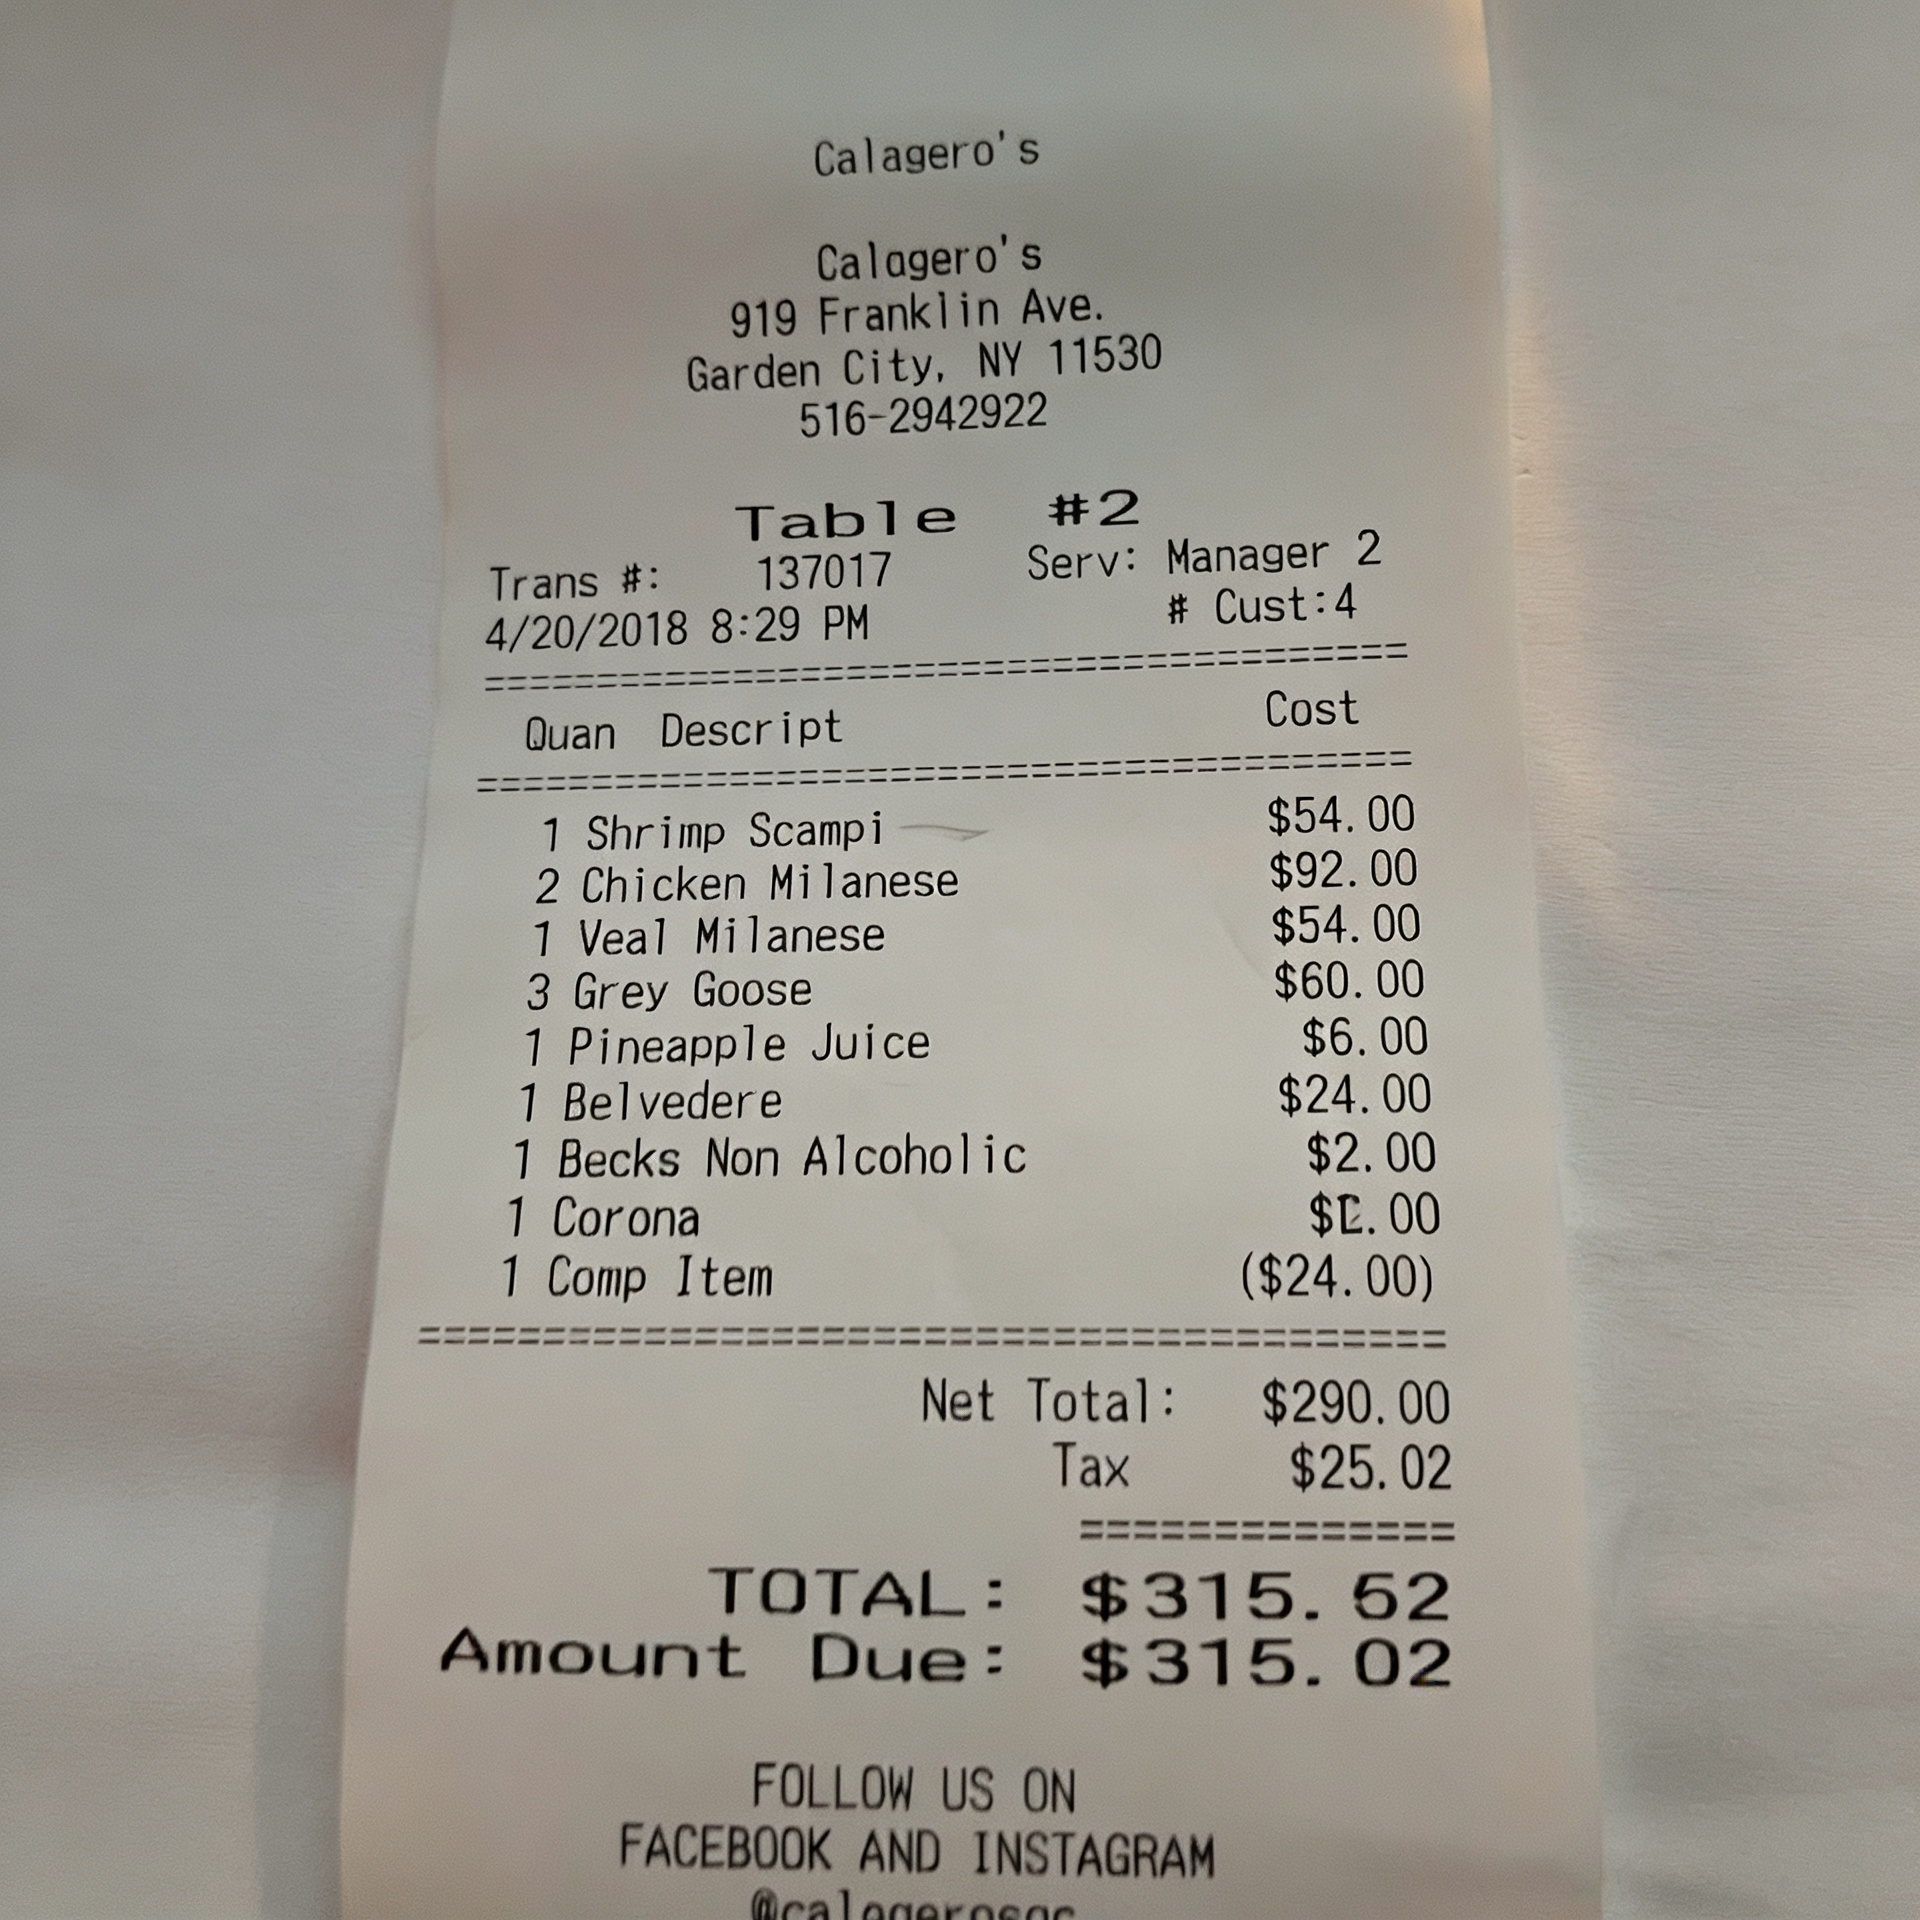 Calagero's
Calagero's
919 Franklin Ave.
Garden City, NY 11530
516-2942922
Table #2
Trans #: 137017 Serv: Manager 2
4/20/2018 8:29 PM # Cust:4
========================================
Quan Descript Cost
========================================
1 Shrimp Scampi $54.00
2 Chicken Milanese $92.00
1 Veal Milanese $54.00
3 Grey Goose $60.00
1 Pineapple Juice $6.00
1 Belvedere $24.00
1 Becks Non Alcoholic $2.00
1 Corona
1 Comp Item ($24.00)
========================================
Net Total: $290.00
Tax $25.02
==============
TOTAL: $315.52
Amount Due: $315.02
FOLLOW US ON
FACEBOOK AND INSTAGRAM